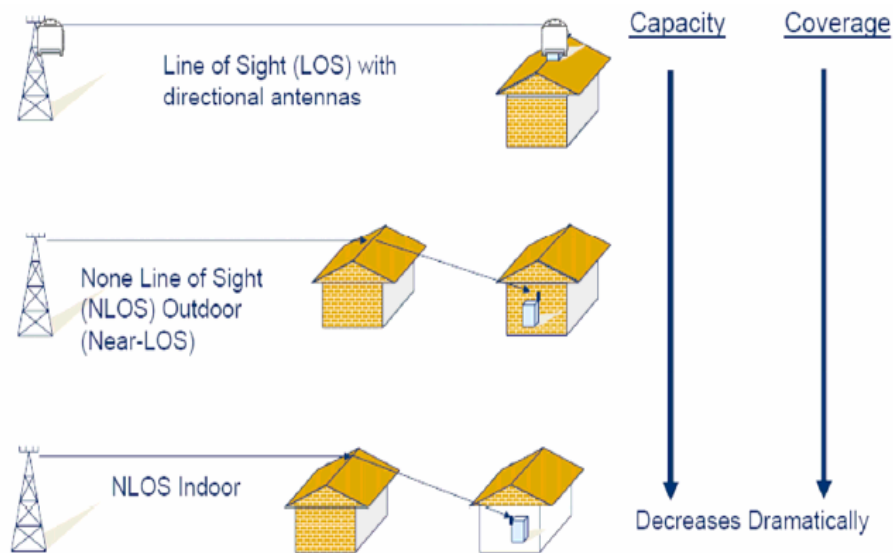 Capacity
Coverage
Line of Sight (LOS) with
directional antennas
None Line of Sight
(NLOS) Outdoor
(Near-LOS)
NLOS Indoor
Decreases Dramatically